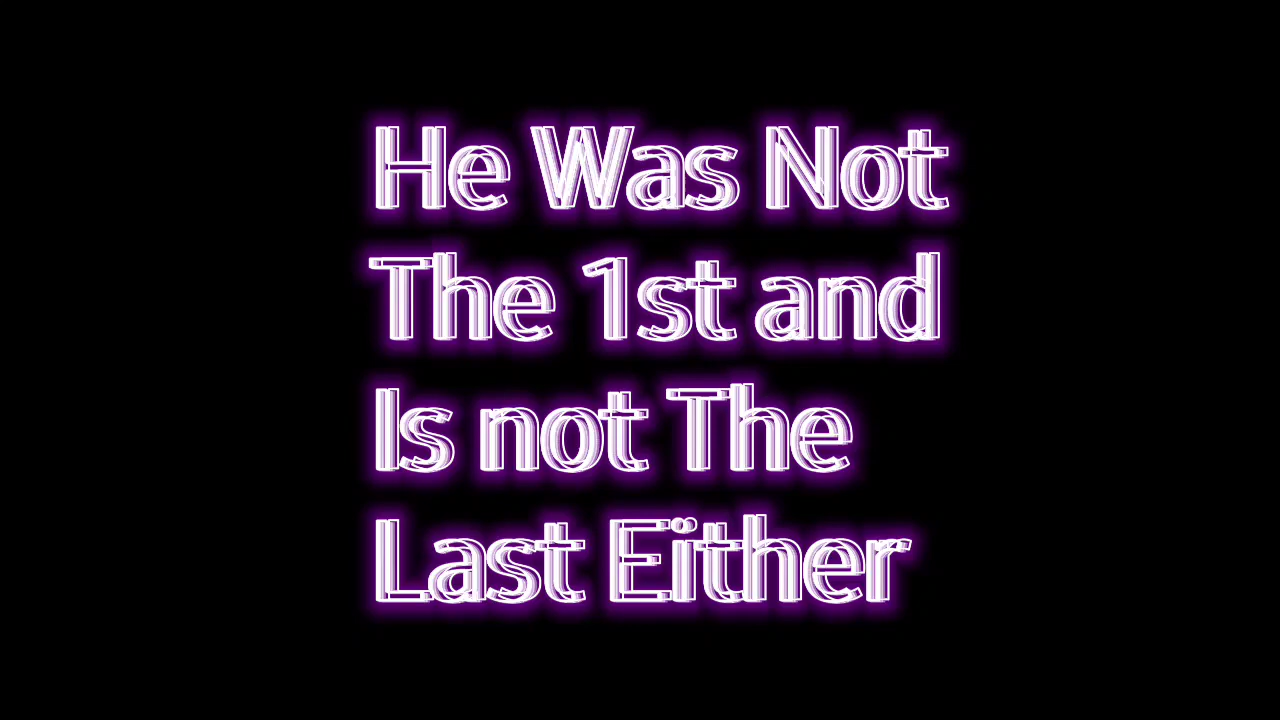 He Was Not
The 1st and
Is not The
Last Either